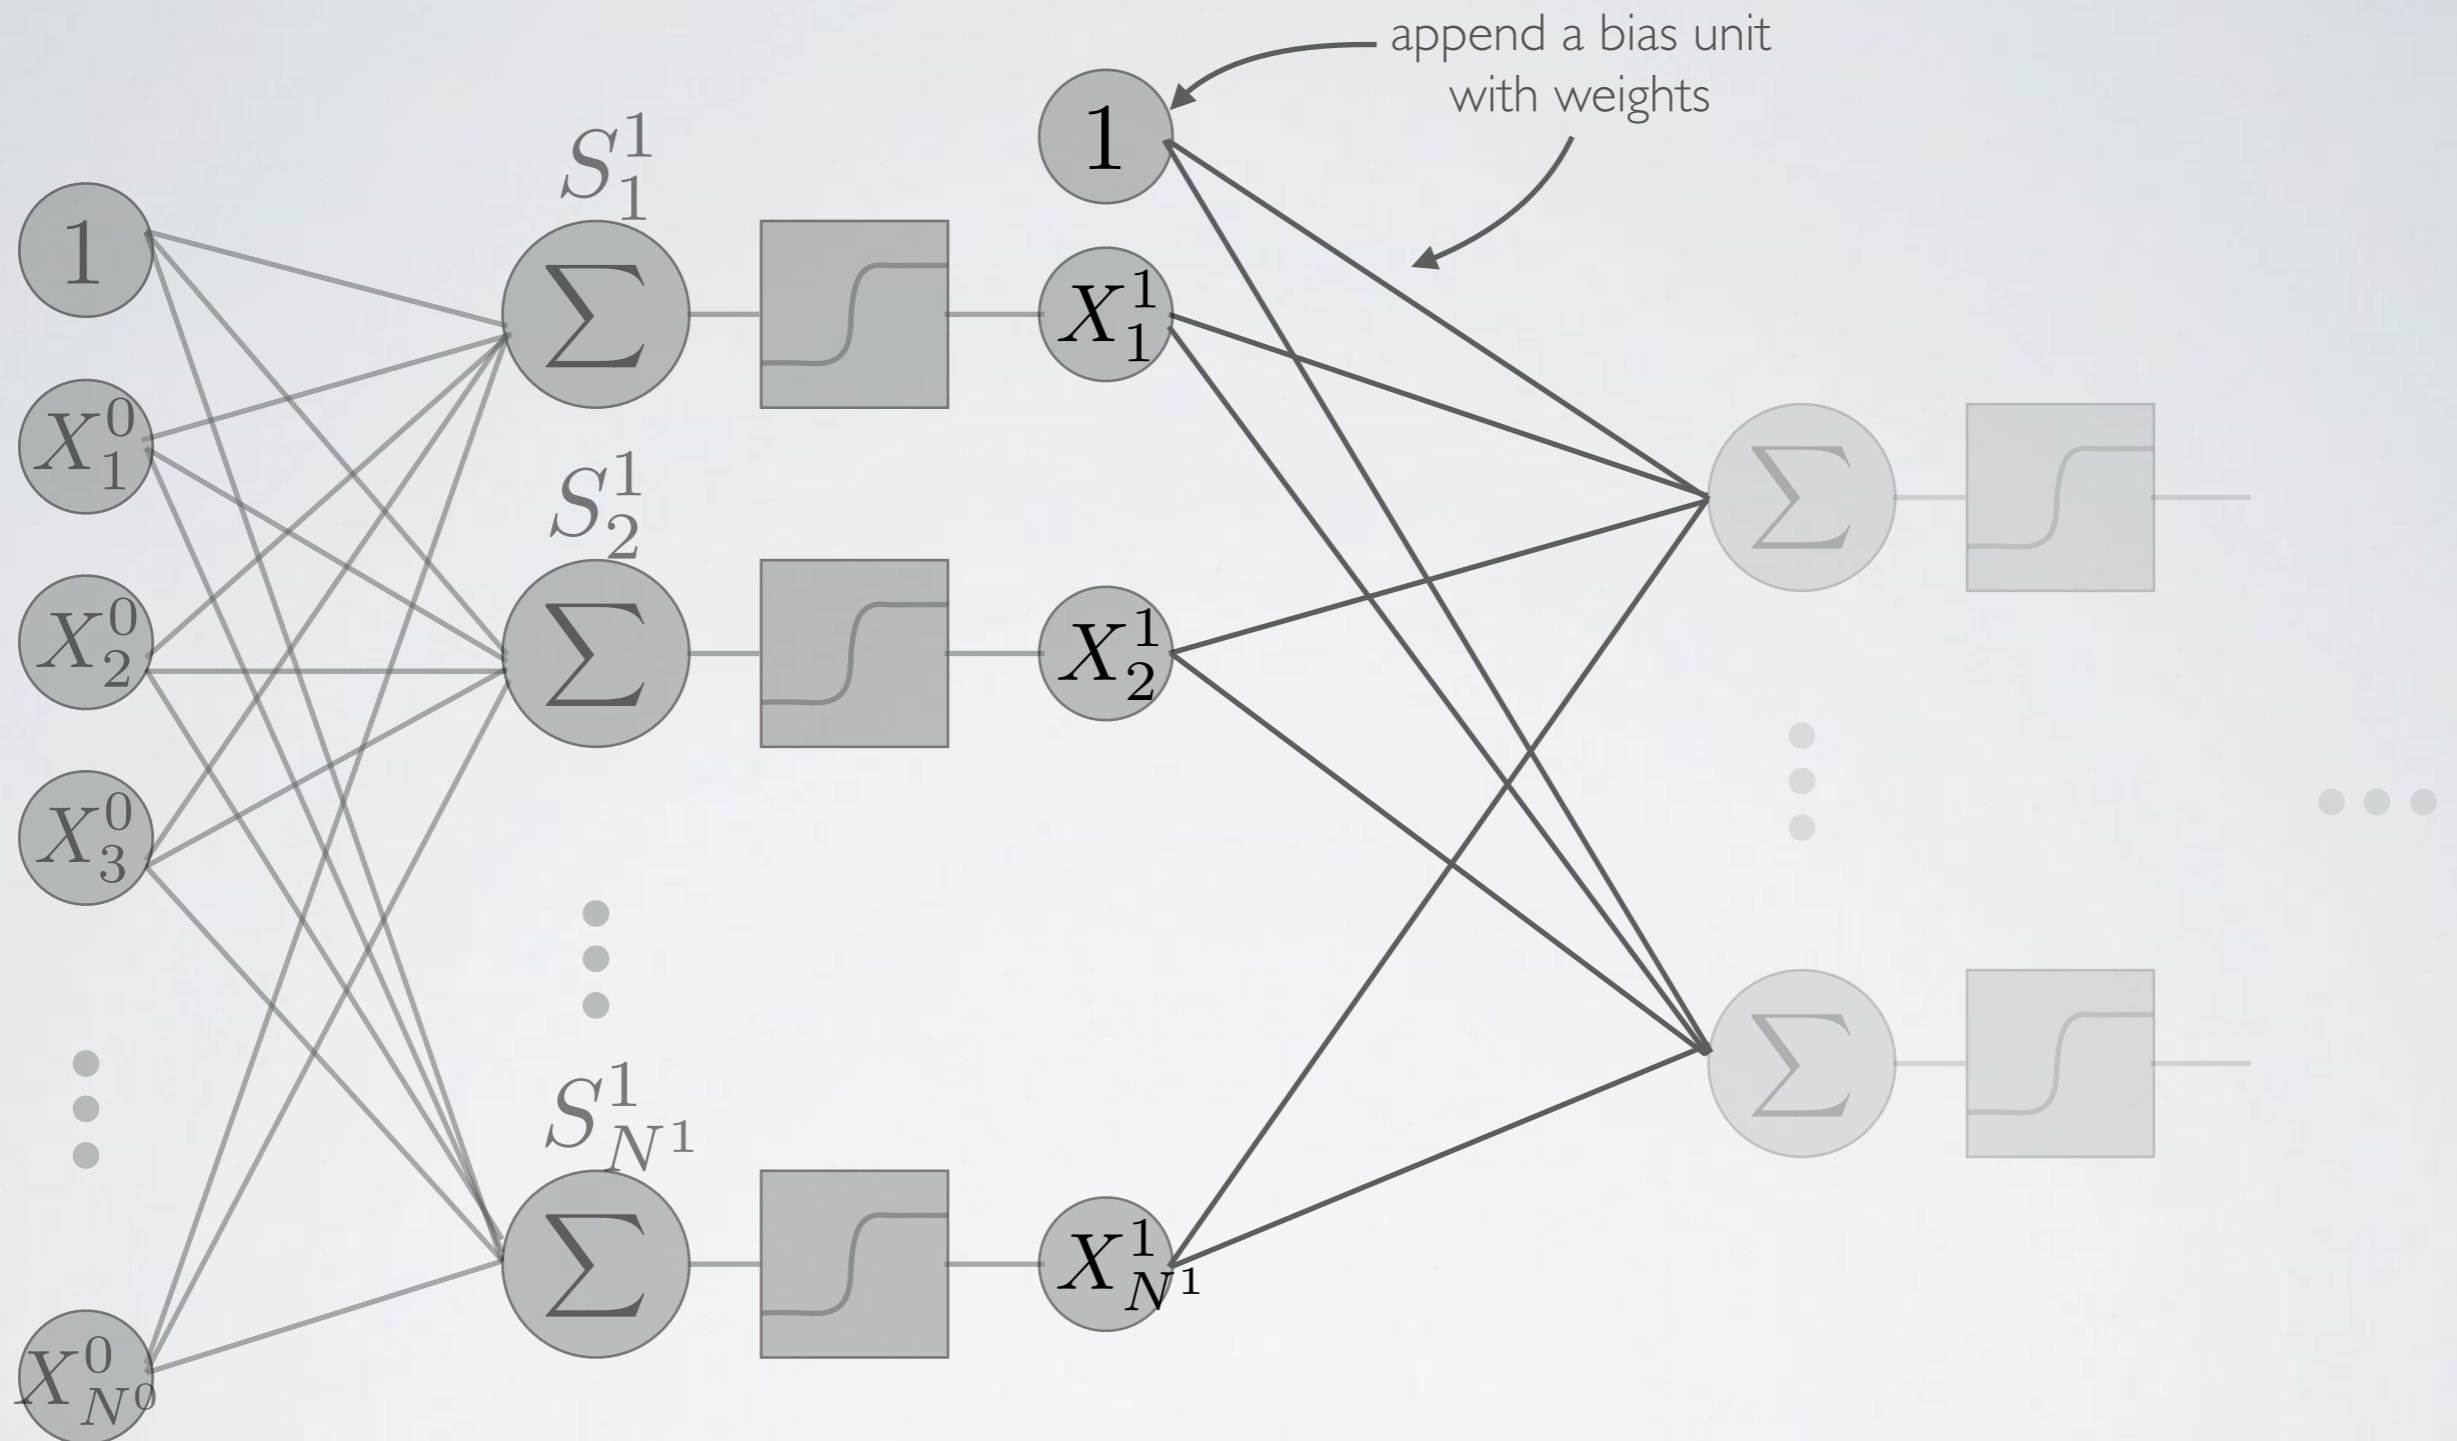 append a bias unit
with weights
1
X_1^0
X_2^0
X_3^0
X_{N^0}^0
S_1^1
Σ
S_2^1
Σ
S_{N^1}^1
Σ
1
X_1^1
X_2^1
X_{N^1}^1
Σ
Σ